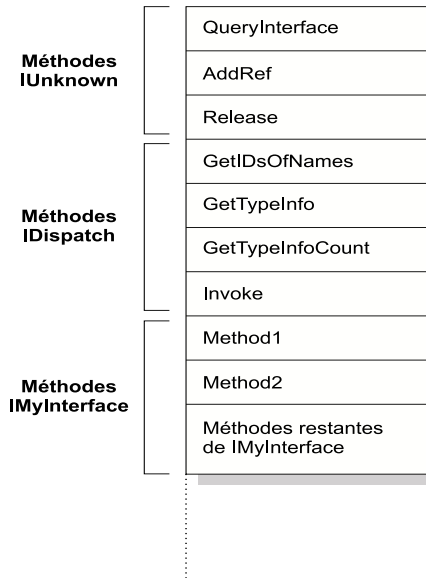 Méthodes
IUnknown
QueryInterface
AddRef
Release
Méthodes
IDispatch
GetIDsOfNames
GetTypeInfo
GetTypeInfoCount
Invoke
Méthodes
IMyInterface
Method1
Method2
Méthodes restantes
de IMyInterface